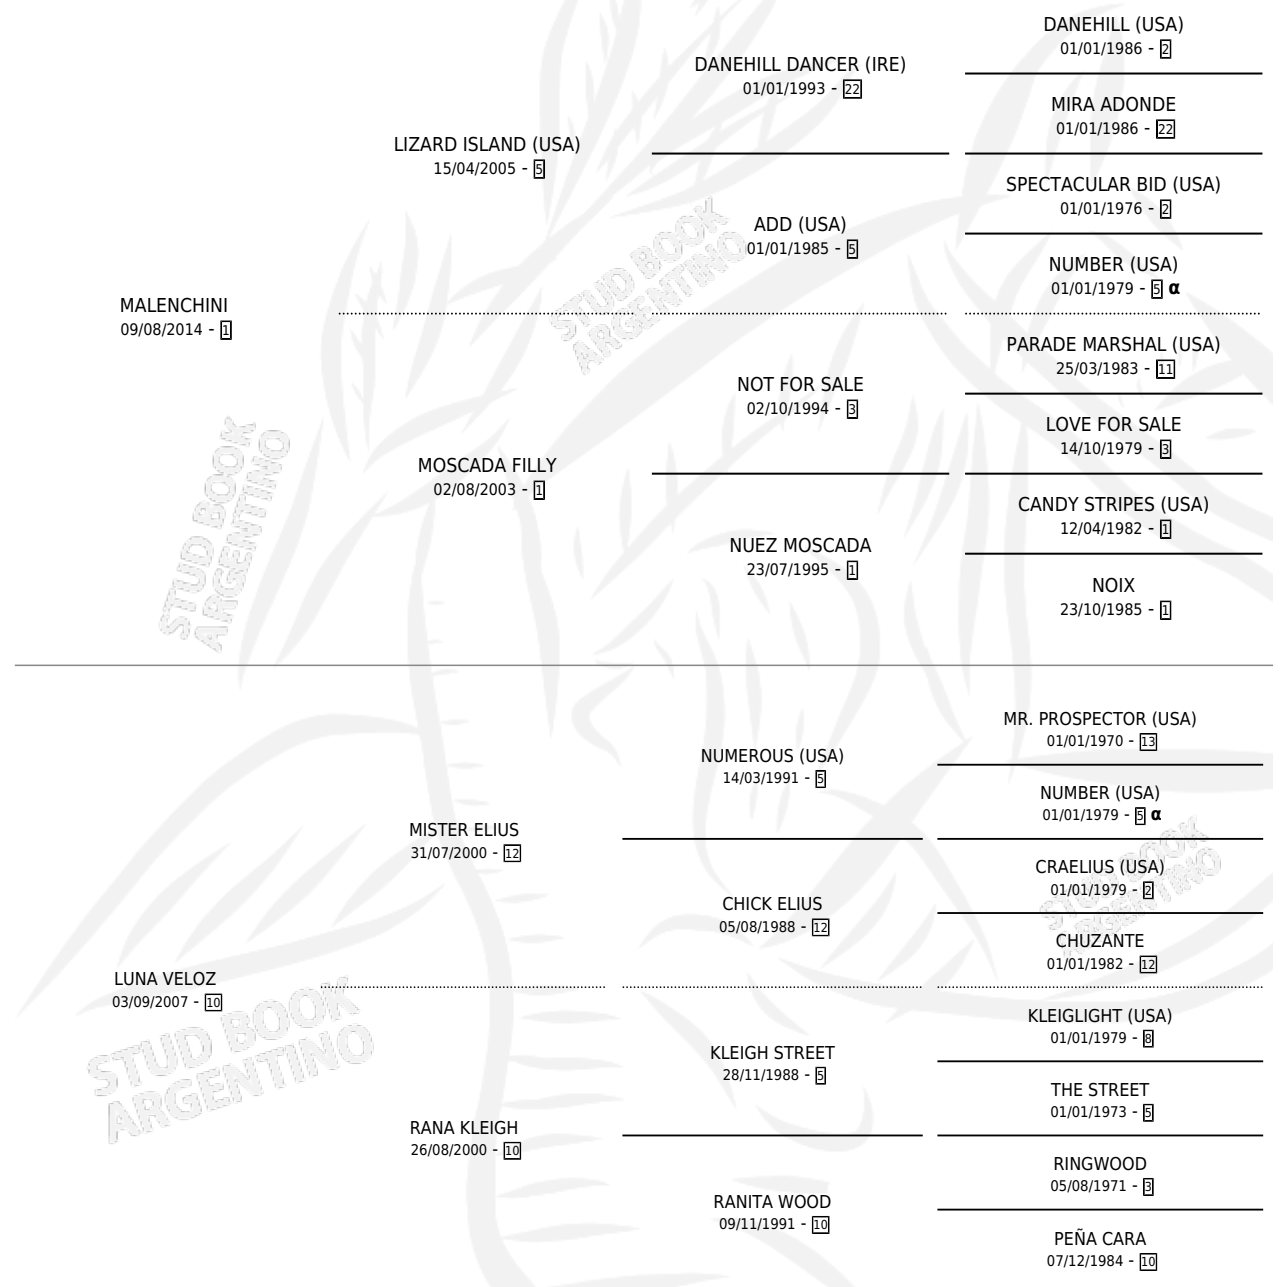 DANEHILL (USA)
01/01/1986 - 2
DANEHILL DANCER (IRE)
01/01/1993 - 22
MIRA ADONDE
01/01/1986 - 22
LIZARD ISLAND (USA)
15/04/2005 - 5
SPECTACULAR BID (USA)
01/01/1976 - 2
ADD (USA)
01/01/1985 - 5
NUMBER (USA)
01/01/1979 - 5 α
MALENCHINI
09/08/2014 - 1
PARADE MARSHAL (USA)
25/03/1983 - 11
NOT FOR SALE
02/10/1994 - 3
LOVE FOR SALE
14/10/1979 - 3
MOSCADA FILLY
02/08/2003 - 1
CANDY STRIPES (USA)
12/04/1982 - 1
NUEZ MOSCADA
23/07/1995 - 1
NOIX
23/10/1985 - 1
STUD BOOK
ARGENTINO
STUD BOOK
ARGENTINO
MR. PROSPECTOR (USA)
01/01/1970 - 13
NUMEROUS (USA)
14/03/1991 - 5
NUMBER (USA)
01/01/1979 - 5 α
MISTER ELIUS
31/07/2000 - 12
CRAELIUS (USA)
01/01/1979 - 2
CHICK ELIUS
05/08/1988 - 12
CHUZANTE
01/01/1982 - 12
LUNA VELOZ
03/09/2007 - 10
KLEIGLIGHT (USA)
01/01/1979 - 8
KLEIGH STREET
28/11/1988 - 5
THE STREET
01/01/1973 - 5
RANA KLEIGH
26/08/2000 - 10
RINGWOOD
05/08/1971 - 3
RANITA WOOD
09/11/1991 - 10
PEÑA CARA
07/12/1984 - 10
STUD BOOK
ARGENTINO
STUD BOOK
ARGENTINO